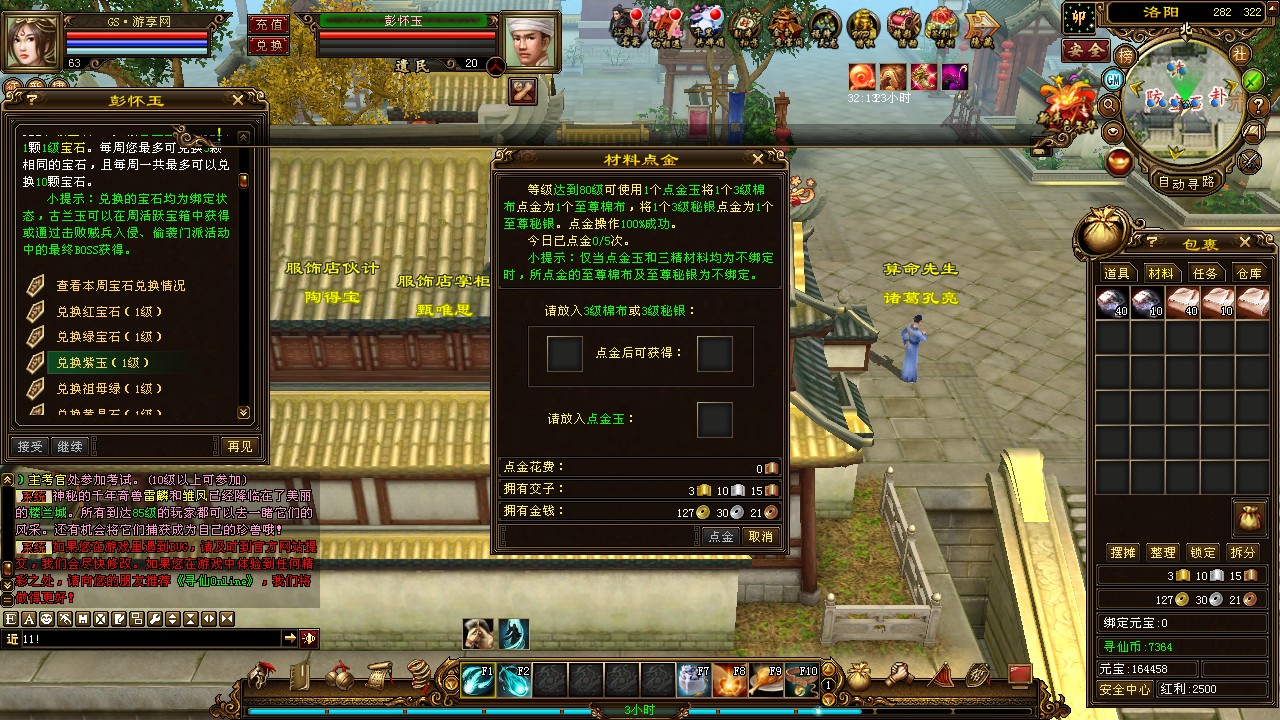 GS·游享网
63
充值
兑换
彭怀玉
遗民
20
洛阳
282 322
北
安全
榜
社
GM
自动寻路
32:13
23小时
彭怀玉
1颗1级宝石。每周您最多可兑换5颗
相同的宝石，且每周一共最多可以兑
换10颗宝石。
小提示：兑换的宝石均为绑定状
态，古兰玉可以在周活跃宝箱中获得
或通过击败贼兵入侵、偷袭门派活动
中的最终BOSS获得。
查看本周宝石兑换情况
兑换红宝石（1级）
兑换绿宝石（1级）
兑换紫玉（1级）
兑换祖母绿（1级）
兑换黄晶石（1级）
接受
继续
再见
服饰店伙计
陶得宝
服饰店掌柜
甄唯思
算命先生
诸葛孔亮
材料点金
等级达到80级可使用1个点金玉将1个3级棉
布点金为1个至尊棉布，将1个3级秘银点金为1个
至尊秘银。点金操作100%成功。
今日已点金0/5次。
小提示：仅当点金玉和三精材料均为不绑定
时，所点金的至尊棉布及至尊秘银为不绑定。
请放入3级棉布或3级秘银：
点金后可获得：
请放入点金玉：
点金花费：
0
拥有交子：
3 10 15
拥有金钱：
127 30 21
点金
取消
包裹
道具
材料
任务
仓库
40
10
40
10
摆摊
整理
锁定
拆分
3 10 15
127 30 21
绑定元宝:0
寻仙币:7364
元宝:164458
安全中心
红利:2500
）主考官处参加考试。（10级以上可参加）
系统 神秘的千年奇兽雷麟和雏凤已经降临在了美丽
的楼兰城。所有到达85级的玩家都可以去一睹它们的
风采。还有机会将它们捕获成为自己的珍兽哦！
系统 如果您在游戏里遇到BUG，请及时到官方网站提
交，我们会尽快修改。如果您在游戏中体验到任何精
彩之处，请向您的朋友推荐《寻仙Online》，我们将
做得更好！
近 11!
F1
F2
F7
F8
F9
F10
1
3小时